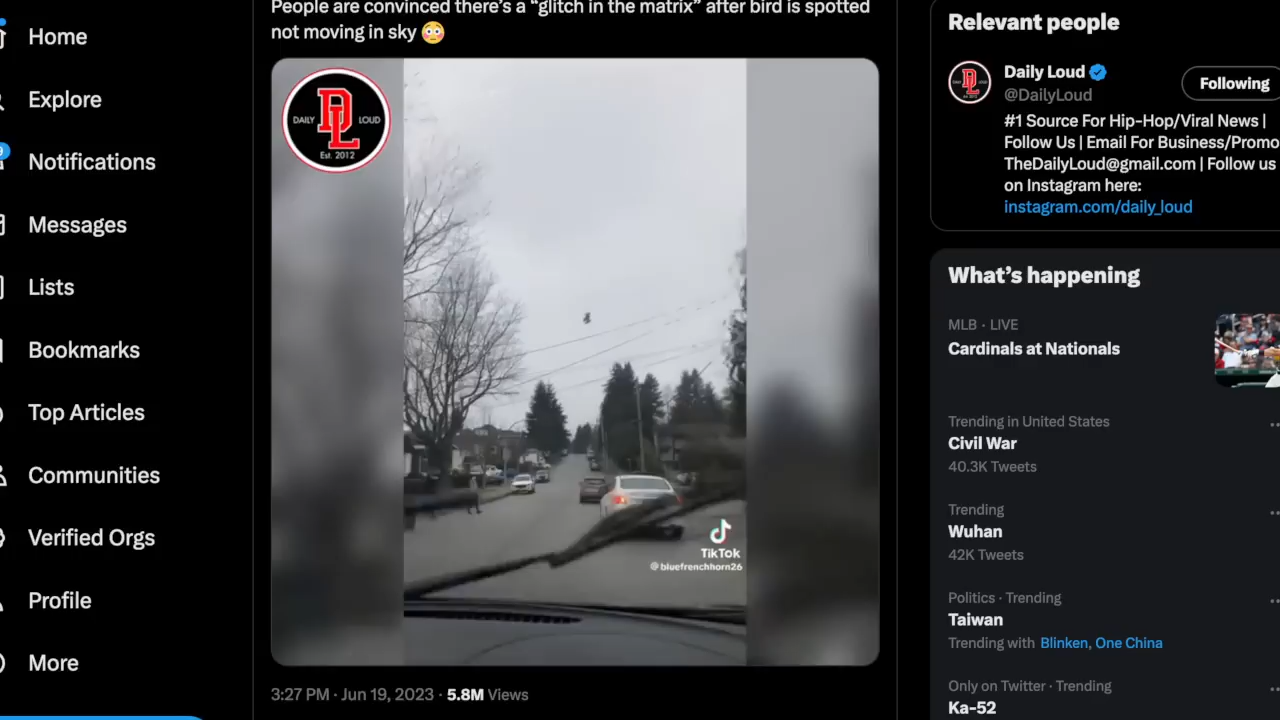 Home
Explore
Notifications
Messages
Lists
Bookmarks
Top Articles
Communities
Verified Orgs
Profile
More
People are convinced there's a “glitch in the matrix” after bird is spotted
not moving in sky 😳
DAILY DL LOUD
Est. 2012
TikTok
@bluefrenchhorn26
3:27 PM · Jun 19, 2023 · 5.8M Views
Relevant people
Daily Loud
@DailyLoud
Following
#1 Source For Hip-Hop/Viral News |
Follow Us | Email For Business/Promo
TheDailyLoud@gmail.com | Follow us
on Instagram here:
instagram.com/daily_loud
What's happening
MLB · LIVE
Cardinals at Nationals
Trending in United States
Civil War
40.3K Tweets
Trending
Wuhan
42K Tweets
Politics · Trending
Taiwan
Trending with Blinken, One China
Only on Twitter · Trending
Ka-52